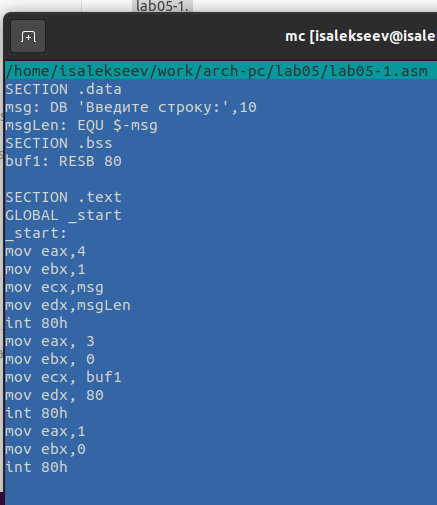 lab05-1.
mc [isalekseev@isale
/home/isalekseev/work/arch-pc/lab05/lab05-1.asm
SECTION .data
msg: DB 'Введите строку:',10
msgLen: EQU $-msg
SECTION .bss
buf1: RESB 80
SECTION .text
GLOBAL _start
_start:
mov eax,4
mov ebx,1
mov ecx,msg
mov edx,msgLen
int 80h
mov eax, 3
mov ebx, 0
mov ecx, buf1
mov edx, 80
int 80h
mov eax,1
mov ebx,0
int 80h